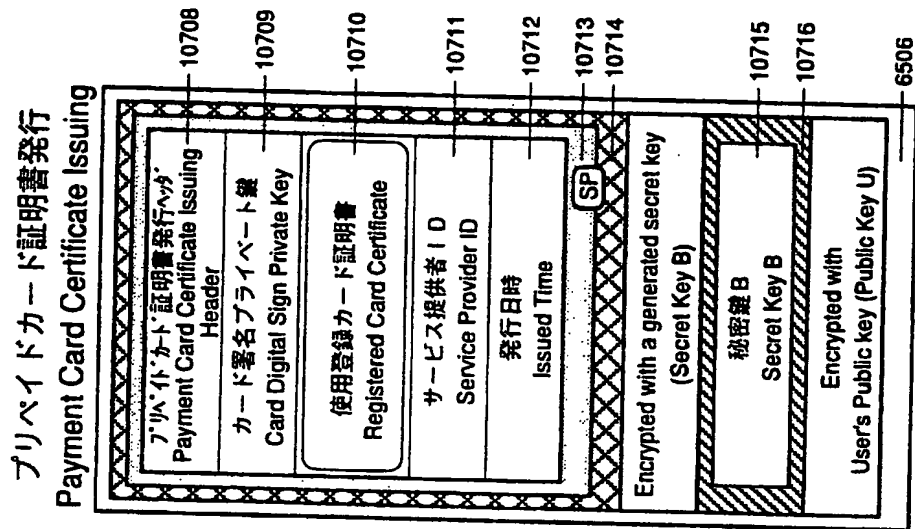 プリペイドカード証明書発行
Payment Card Certificate Issuing
プリペイドカード証明書発行ヘッダ
Payment Card Certificate Issuing
Header
10708
カード署名プライベート鍵
Card Digital Sign Private Key
10709
使用登録カード証明書
Registered Card Certificate
10710
サービス提供者ID
Service Provider ID
10711
発行日時
Issued Time
10712
SP
10713
10714
Encrypted with a generated secret key
(Secret Key B)
秘密鍵B
Secret Key B
10715
10716
Encrypted with
User's Public key (Public Key U)
6506